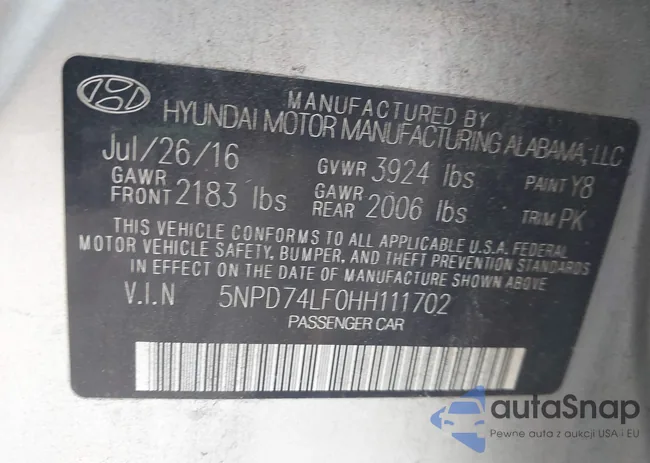 MANUFACTURED BY
HYUNDAI MOTOR MANUFACTURING ALABAMA, LLC
Jul/26/16 GVWR 3924 lbs PAINT Y8
GAWR FRONT 2183 lbs GAWR REAR 2006 lbs TRIM PK
THIS VEHICLE CONFORMS TO ALL APPLICABLE U.S.A. FEDERAL
MOTOR VEHICLE SAFETY, BUMPER, AND THEFT PREVENTION STANDARDS
IN EFFECT ON THE DATE OF MANUFACTURE SHOWN ABOVE
V.I.N 5NPD74LF0HH111702
PASSENGER CAR
autaSnap
Pewne auta z aukcji USA i EU